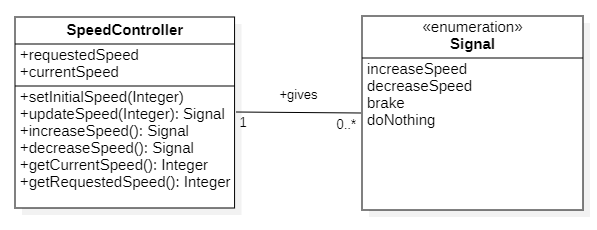 SpeedController
+requestedSpeed
+currentSpeed
+setInitialSpeed(Integer)
+updateSpeed(Integer): Signal
+increaseSpeed(): Signal
+decreaseSpeed(): Signal
+getCurrentSpeed(): Integer
+getRequestedSpeed(): Integer
+gives
1
0..*
«enumeration»
Signal
increaseSpeed
decreaseSpeed
brake
doNothing